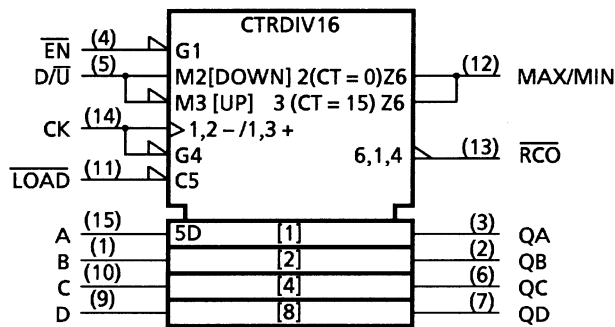 CTRDIV16
EN (4) G1
D/U (5) M2 [DOWN] 2(CT = 0)Z6 (12) MAX/MIN
M3 [UP] 3 (CT = 15) Z6
CK (14) 1,2 – /1,3 +
G4 6,1,4 (13) RCO
LOAD (11) C5
A (15) 5D [1] (3) QA
B (1) [2] (2) QB
C (10) [4] (6) QC
D (9) [8] (7) QD